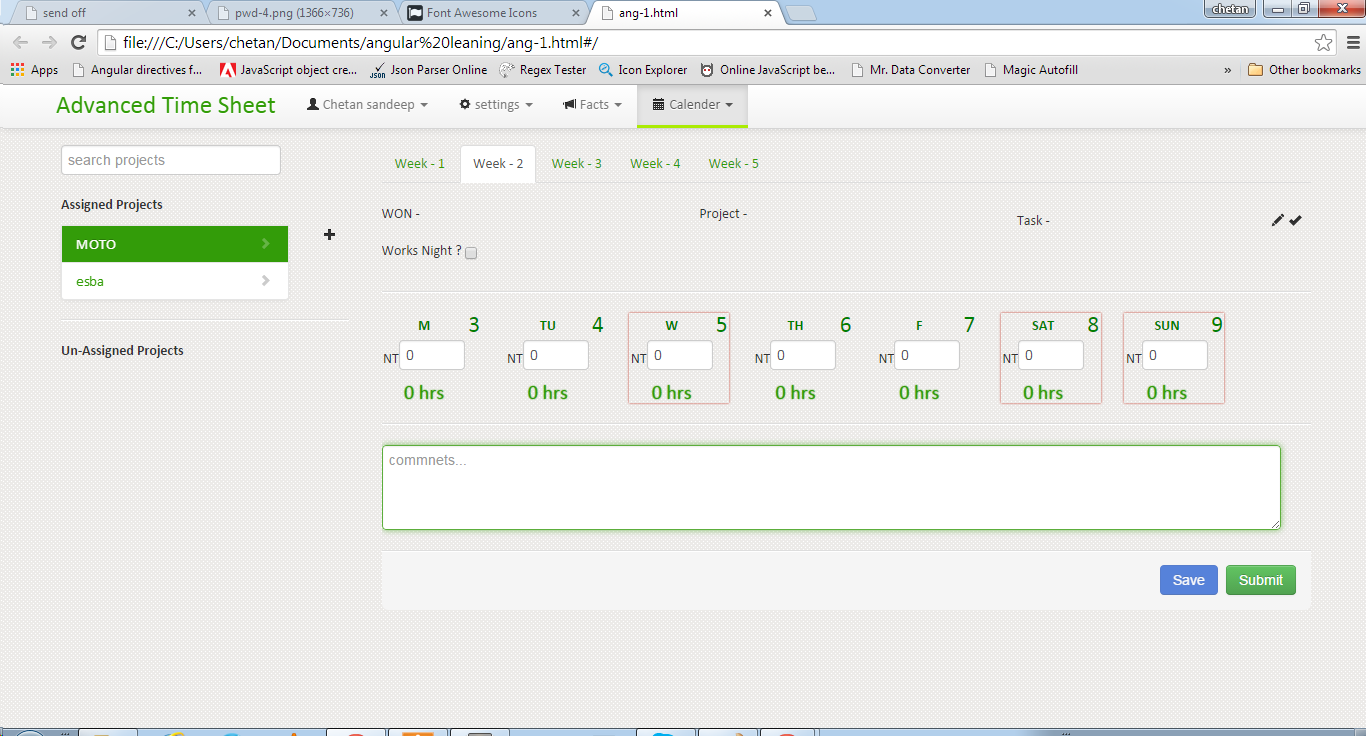 send off
pwd-4.png (1366×736)
Font Awesome Icons
ang-1.html
chetan
file:///C:/Users/chetan/Documents/angular%20leaning/ang-1.html#/
Apps
Angular directives f...
JavaScript object cre...
Json Parser Online
Regex Tester
Icon Explorer
Online JavaScript be...
Mr. Data Converter
Magic Autofill
»
Other bookmarks
Advanced Time Sheet
Chetan sandeep
settings
Facts
Calender
search projects
Assigned Projects
MOTO
esba
Un-Assigned Projects
Week - 1
Week - 2
Week - 3
Week - 4
Week - 5
WON -
Project -
Task -
Works Night ?
M 3
NT 0
0 hrs
TU 4
NT 0
0 hrs
W 5
NT 0
0 hrs
TH 6
NT 0
0 hrs
F 7
NT 0
0 hrs
SAT 8
NT 0
0 hrs
SUN 9
NT 0
0 hrs
commnets...
Save
Submit